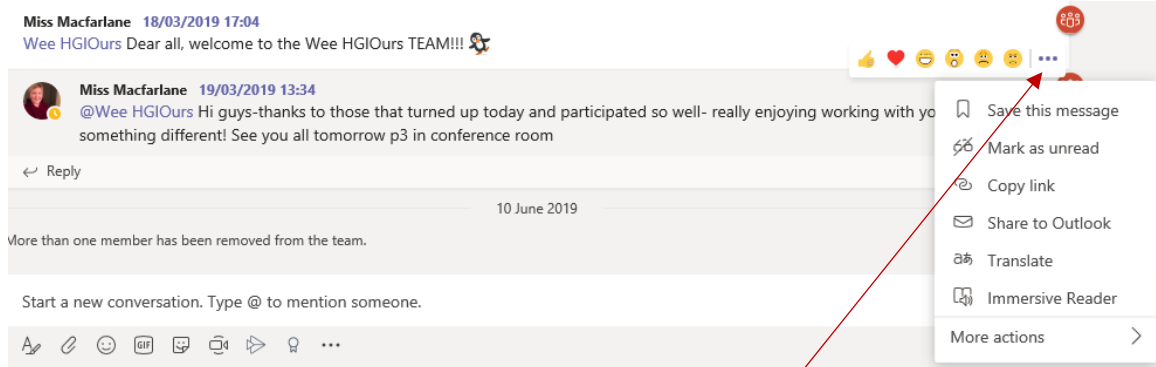 Miss Macfarlane 18/03/2019 17:04
Wee HGIOurs Dear all, welcome to the Wee HGIOurs TEAM!!!
Miss Macfarlane 19/03/2019 13:34
@Wee HGIOurs Hi guys-thanks to those that turned up today and participated so well- really enjoying working with yo
something different! See you all tomorrow p3 in conference room
Reply
10 June 2019
More than one member has been removed from the team.
Start a new conversation. Type @ to mention someone.
GIF
Save this message
Mark as unread
Copy link
Share to Outlook
Translate
Immersive Reader
More actions